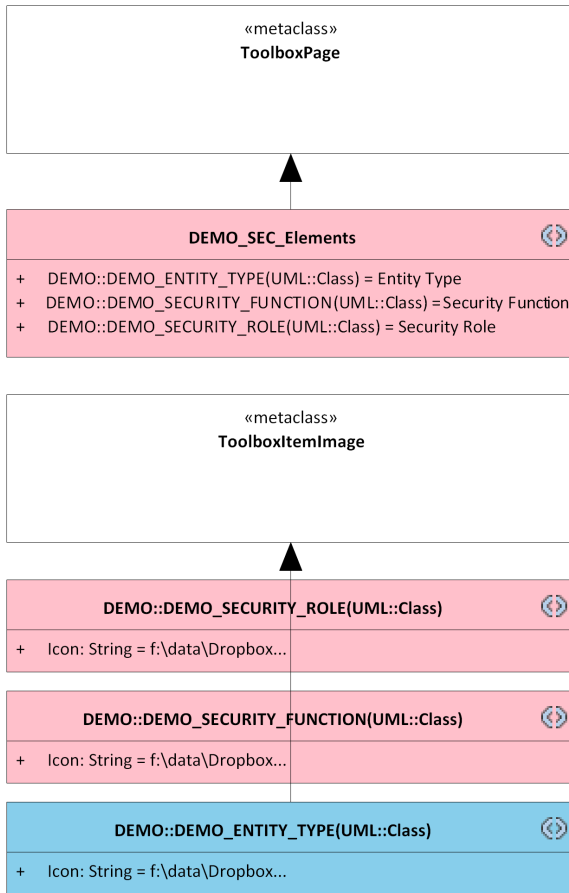 «metaclass»
ToolboxPage
DEMO_SEC_Elements
+ DEMO::DEMO_ENTITY_TYPE(UML::Class) = Entity Type
+ DEMO::DEMO_SECURITY_FUNCTION(UML::Class) = Security Function
+ DEMO::DEMO_SECURITY_ROLE(UML::Class) = Security Role
«metaclass»
ToolboxItemImage
DEMO::DEMO_SECURITY_ROLE(UML::Class)
+ Icon: String = f:\data\Dropbox...
DEMO::DEMO_SECURITY_FUNCTION(UML::Class)
+ Icon: String = f:\data\Dropbox...
DEMO::DEMO_ENTITY_TYPE(UML::Class)
+ Icon: String = f:\data\Dropbox...